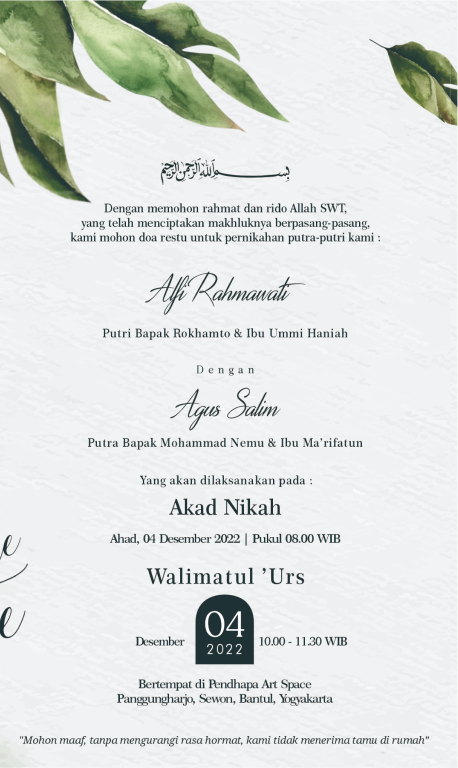 بسم الله الرحمن الرحيم
Dengan memohon rahmat dan rido Allah SWT,
yang telah menciptakan makhluknya berpasang-pasang,
kami mohon doa restu untuk pernikahan putra-putri kami :
Alfi Rahmawati
Putri Bapak Rokhamto & Ibu Ummi Haniah
Dengan
Agus Salim
Putra Bapak Mohammad Nemu & Ibu Ma'rifatun
Yang akan dilaksanakan pada :
Akad Nikah
Ahad, 04 Desember 2022 | Pukul 08.00 WIB
Walimatul 'Urs
Desember 04 2022 10.00 - 11.30 WIB
Bertempat di Pendhapa Art Space
Panggungharjo, Sewon, Bantul, Yogyakarta
"Mohon maaf, tanpa mengurangi rasa hormat, kami tidak menerima tamu di rumah"